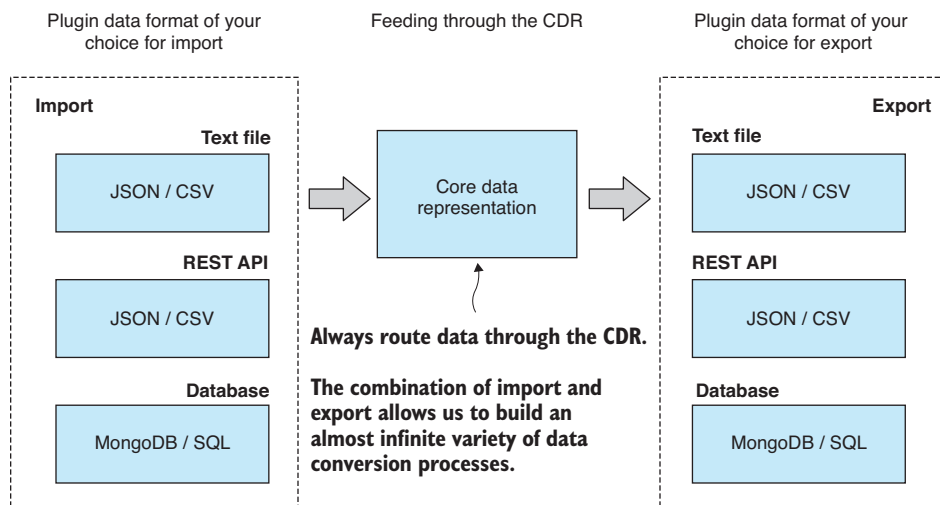 Plugin data format of your
choice for import
Feeding through the CDR
Plugin data format of your
choice for export
Import
Text file
JSON / CSV
REST API
JSON / CSV
Database
MongoDB / SQL
Core data
representation
Always route data through the CDR.
The combination of import and
export allows us to build an
almost infinite variety of data
conversion processes.
Export
Text file
JSON / CSV
REST API
JSON / CSV
Database
MongoDB / SQL